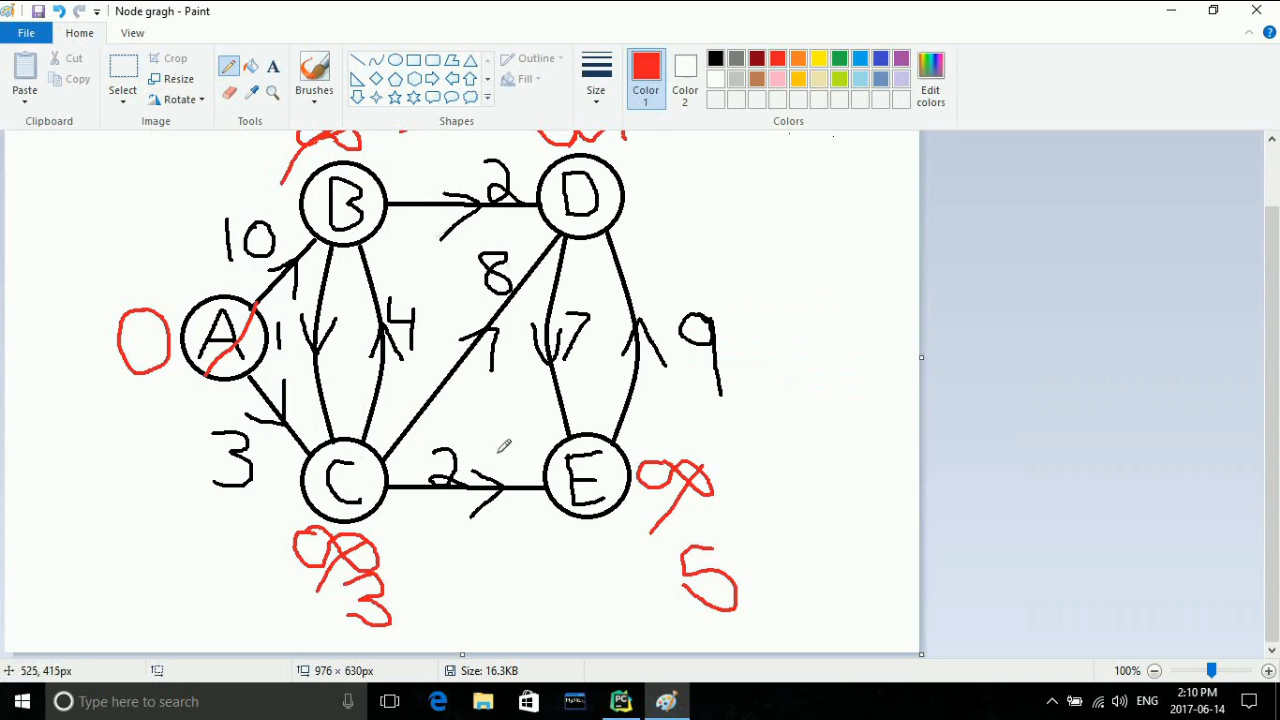 Node gragh - Paint
File Home View
Paste
Cut
Copy
Clipboard
Select
Crop
Resize
Rotate
Image
A
Tools
Brushes
Shapes
Outline
Fill
Size
Color 1
Color 2
Edit colors
Colors
B 2 D
10
8
0 A 1 4 7 9
3
C 2 E ∞
∞
3
5
525, 415px
976 × 630px
Size: 16.3KB
100%
Type here to search
PC
ENG
2:10 PM
2017-06-14